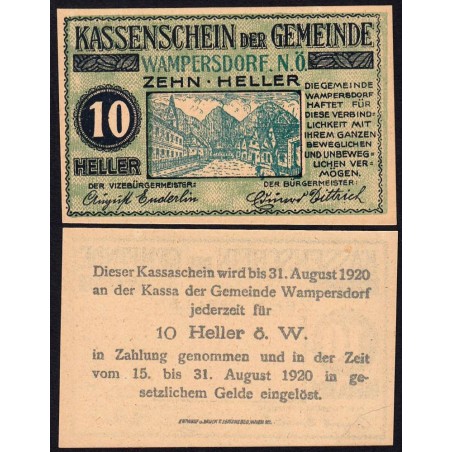 KASSENSCHEIN DER GEMEINDE
WAMPERSDORF, N.Ö.
ZEHN · HELLER
10
HELLER
DIE GEMEINDE
WAMPERSDORF
HAFTET FÜR
DIESE VERBIND-
LICHKEIT MIT
IHREM GANZEN
BEWEGLICHEN
UND UNBEWEG-
LICHEN VER-
MÖGEN.
DER VIZEBÜRGERMEISTER:
August Enderlin
DER BÜRGERMEISTER:
Dittrich
Dieser Kassaschein wird bis 31. August 1920
an der Kassa der Gemeinde Wampersdorf
jederzeit für
10 Heller ö. W.
in Zahlung genommen und in der Zeit
vom 15. bis 31. August 1920 in ge-
setzlichem Gelde eingelöst.